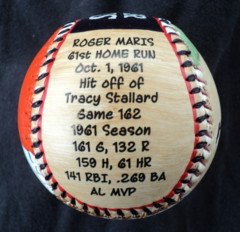 ROGER MARIS
61st HOME RUN
Oct. 1, 1961
Hit off of
Tracy Stallard
Game 162
1961 Season
161 G, 132 R
159 H, 61 HR
141 RBI, .269 BA
AL MVP